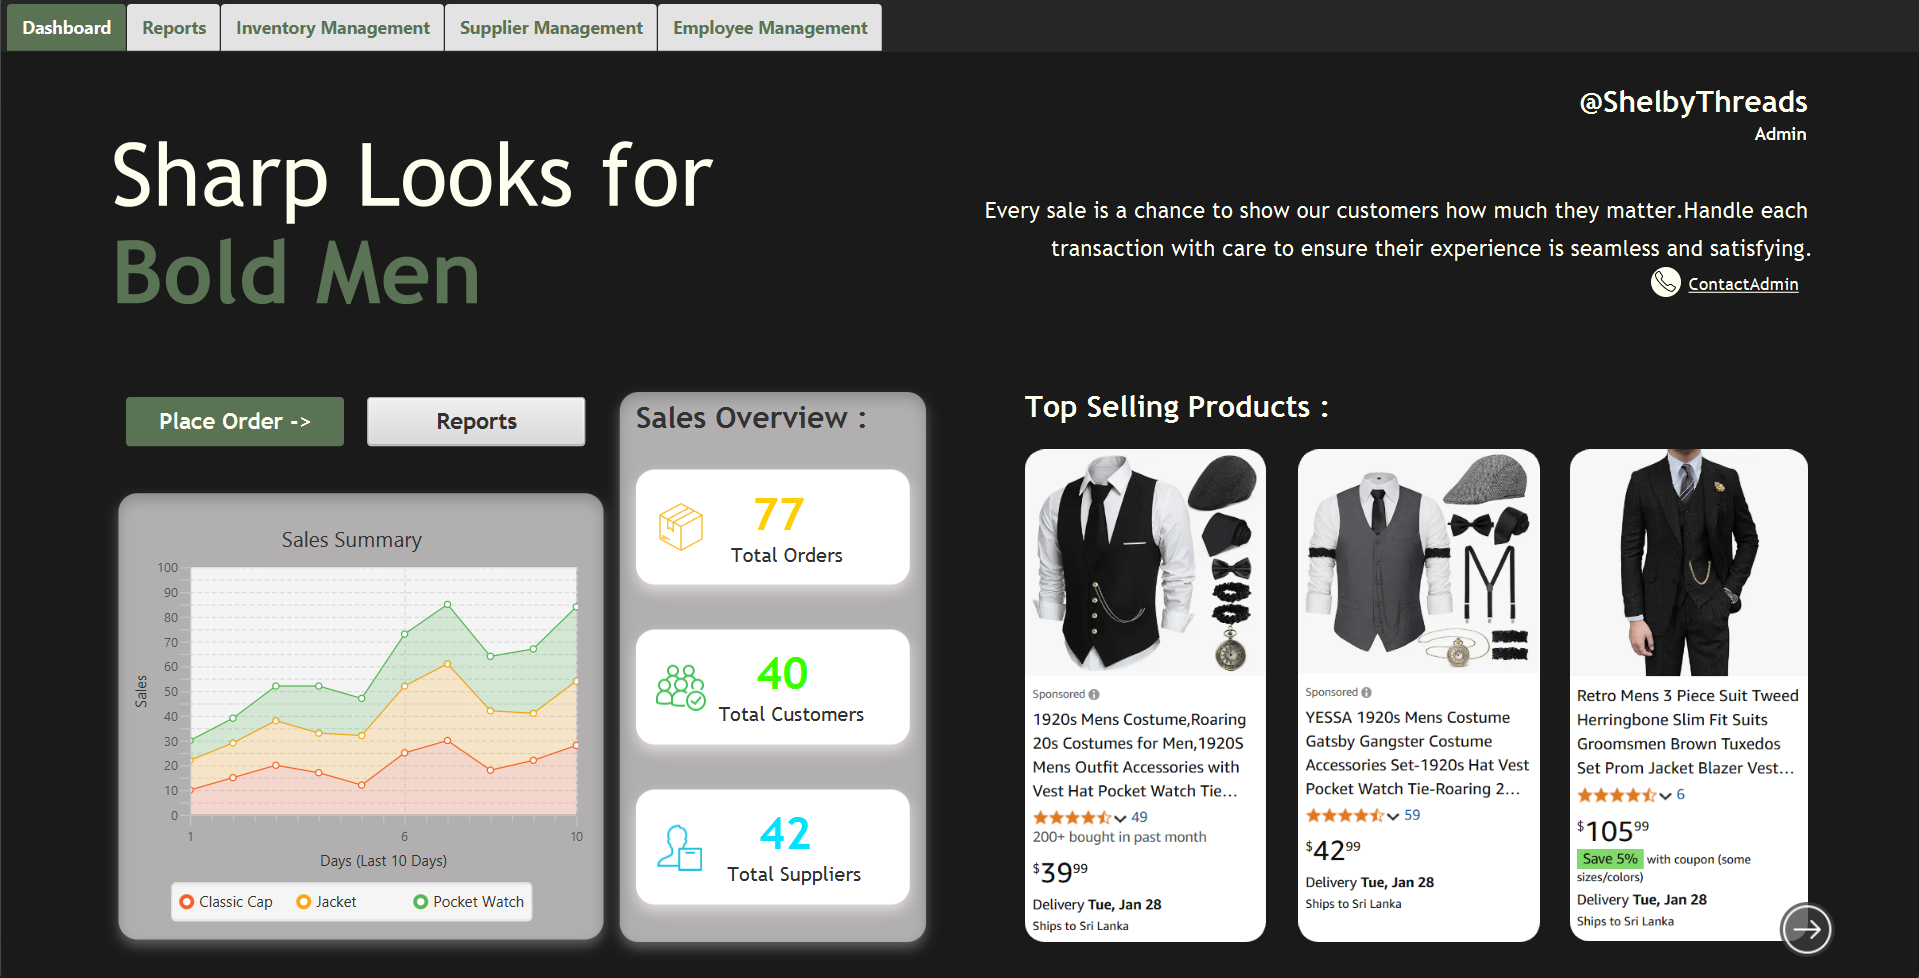 Dashboard
Reports
Inventory Management
Supplier Management
Employee Management
@ShelbyThreads
Admin
Sharp Looks for
Bold Men
Every sale is a chance to show our customers how much they matter.Handle each
transaction with care to ensure their experience is seamless and satisfying.
ContactAdmin
Place Order ->
Reports
Sales Summary
100
90
80
70
60
50
40
30
20
10
0
Sales
1
6
10
Days (Last 10 Days)
Classic Cap
Jacket
Pocket Watch
Sales Overview :
77
Total Orders
40
Total Customers
42
Total Suppliers
Top Selling Products :
Sponsored
1920s Mens Costume,Roaring
20s Costumes for Men,1920S
Mens Outfit Accessories with
Vest Hat Pocket Watch Tie...
49
200+ bought in past month
$3999
Delivery Tue, Jan 28
Ships to Sri Lanka
Sponsored
YESSA 1920s Mens Costume
Gatsby Gangster Costume
Accessories Set-1920s Hat Vest
Pocket Watch Tie-Roaring 2...
59
$4299
Delivery Tue, Jan 28
Ships to Sri Lanka
Retro Mens 3 Piece Suit Tweed
Herringbone Slim Fit Suits
Groomsmen Brown Tuxedos
Set Prom Jacket Blazer Vest...
6
$10599
Save 5% with coupon (some
sizes/colors)
Delivery Tue, Jan 28
Ships to Sri Lanka